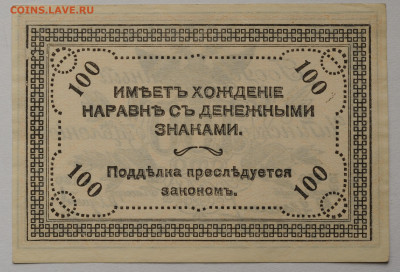 COINS.LAVE.RU
100
100
ИМѢЕТЪ ХОЖДЕНІЕ
НАРАВНѢ СЪ ДЕНЕЖНЫМИ
ЗНАКАМИ.
Поддѣлка преслѣдуется
закономъ.
100
100